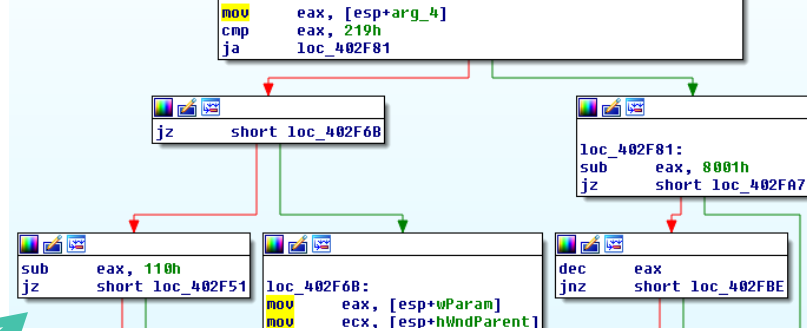 mov eax, [esp+arg_4]
cmp eax, 219h
ja loc_402F81
jz short loc_402F6B
loc_402F81:
sub eax, 8001h
jz short loc_402FA7
sub eax, 110h
jz short loc_402F51
loc_402F6B:
mov eax, [esp+wParam]
mov ecx, [esp+hWndParent]
dec eax
jnz short loc_402FBE